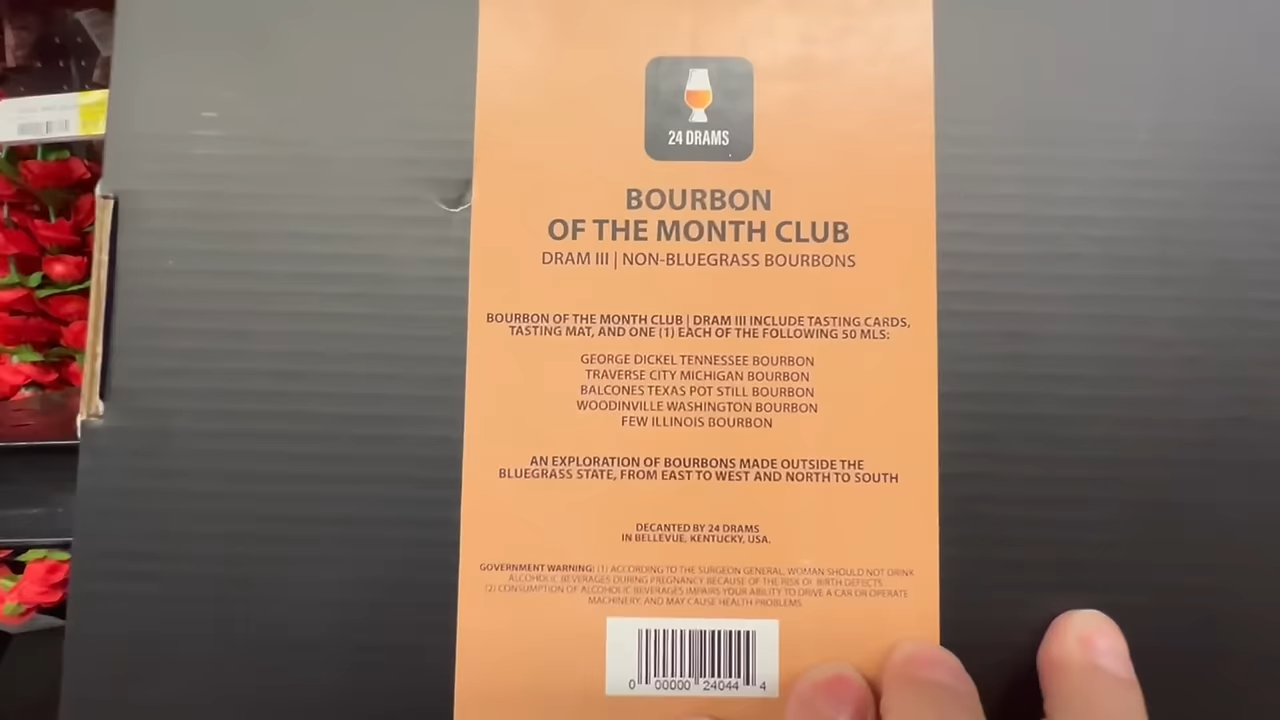 24 DRAMS
BOURBON
OF THE MONTH CLUB
DRAM III | NON-BLUEGRASS BOURBONS
BOURBON OF THE MONTH CLUB | DRAM III INCLUDE TASTING CARDS,
TASTING MAT, AND ONE (1) EACH OF THE FOLLOWING 50 MLS:
GEORGE DICKEL TENNESSEE BOURBON
TRAVERSE CITY MICHIGAN BOURBON
BALCONES TEXAS POT STILL BOURBON
WOODINVILLE WASHINGTON BOURBON
FEW ILLINOIS BOURBON
AN EXPLORATION OF BOURBONS MADE OUTSIDE THE
BLUEGRASS STATE, FROM EAST TO WEST AND NORTH TO SOUTH
DECANTED BY 24 DRAMS
IN BELLEVUE, KENTUCKY, USA.
GOVERNMENT WARNING: (1) ACCORDING TO THE SURGEON GENERAL, WOMAN SHOULD NOT DRINK
ALCOHOLIC BEVERAGES DURING PREGNANCY BECAUSE OF THE RISK OF BIRTH DEFECTS.
(2) CONSUMPTION OF ALCOHOLIC BEVERAGES IMPAIRS YOUR ABILITY TO DRIVE A CAR OR OPERATE
MACHINERY, AND MAY CAUSE HEALTH PROBLEMS.
0 00000 24044 4